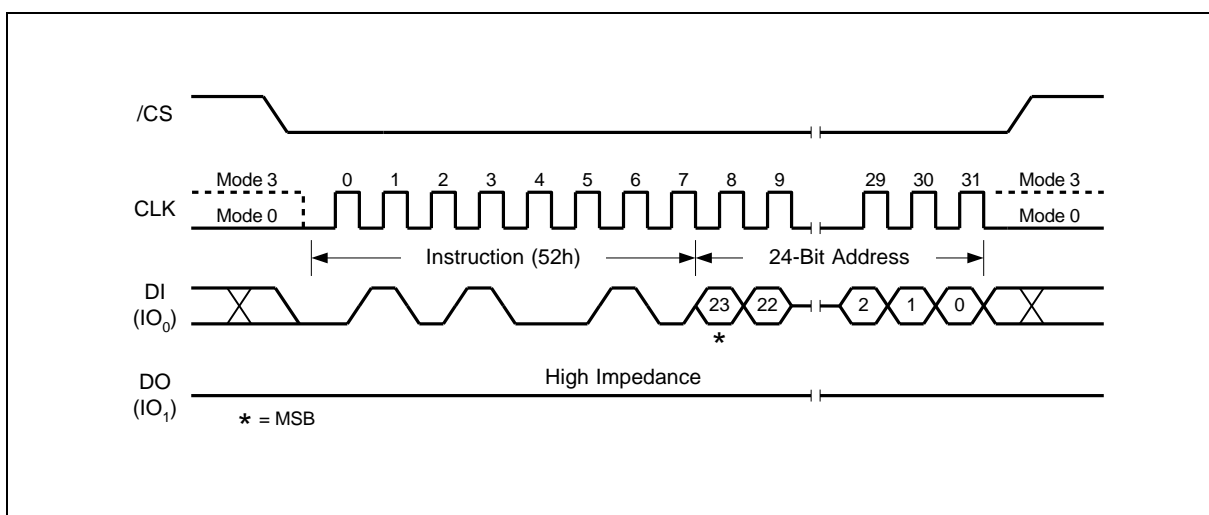 /CS
Mode 3 0 1 2 3 4 5 6 7 8 9 29 30 31 Mode 3
CLK
Mode 0 Mode 0
Instruction (52h) 24-Bit Address
DI
(IO0)
23 22 2 1 0
*
High Impedance
DO
(IO1)
* = MSB